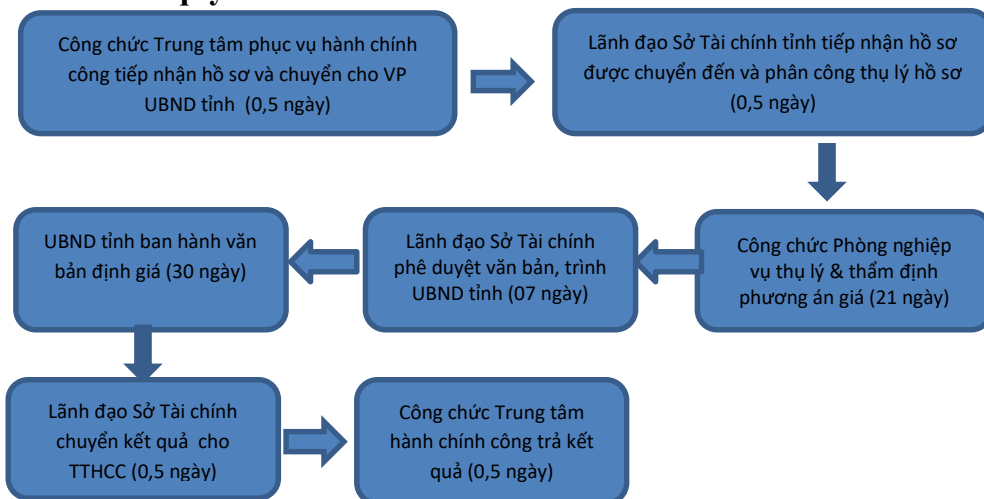 Công chức Trung tâm phục vụ hành chính
công tiếp nhận hồ sơ và chuyển cho VP
UBND tỉnh (0,5 ngày)
Lãnh đạo Sở Tài chính tỉnh tiếp nhận hồ sơ
được chuyển đến và phân công thụ lý hồ sơ
(0,5 ngày)
Công chức Phòng nghiệp
vụ thụ lý & thẩm định
phương án giá (21 ngày)
Lãnh đạo Sở Tài chính
phê duyệt văn bản, trình
UBND tỉnh (07 ngày)
UBND tỉnh ban hành văn
bản định giá (30 ngày)
Lãnh đạo Sở Tài chính
chuyển kết quả cho
TTHCC (0,5 ngày)
Công chức Trung tâm
hành chính công trả kết
quả (0,5 ngày)